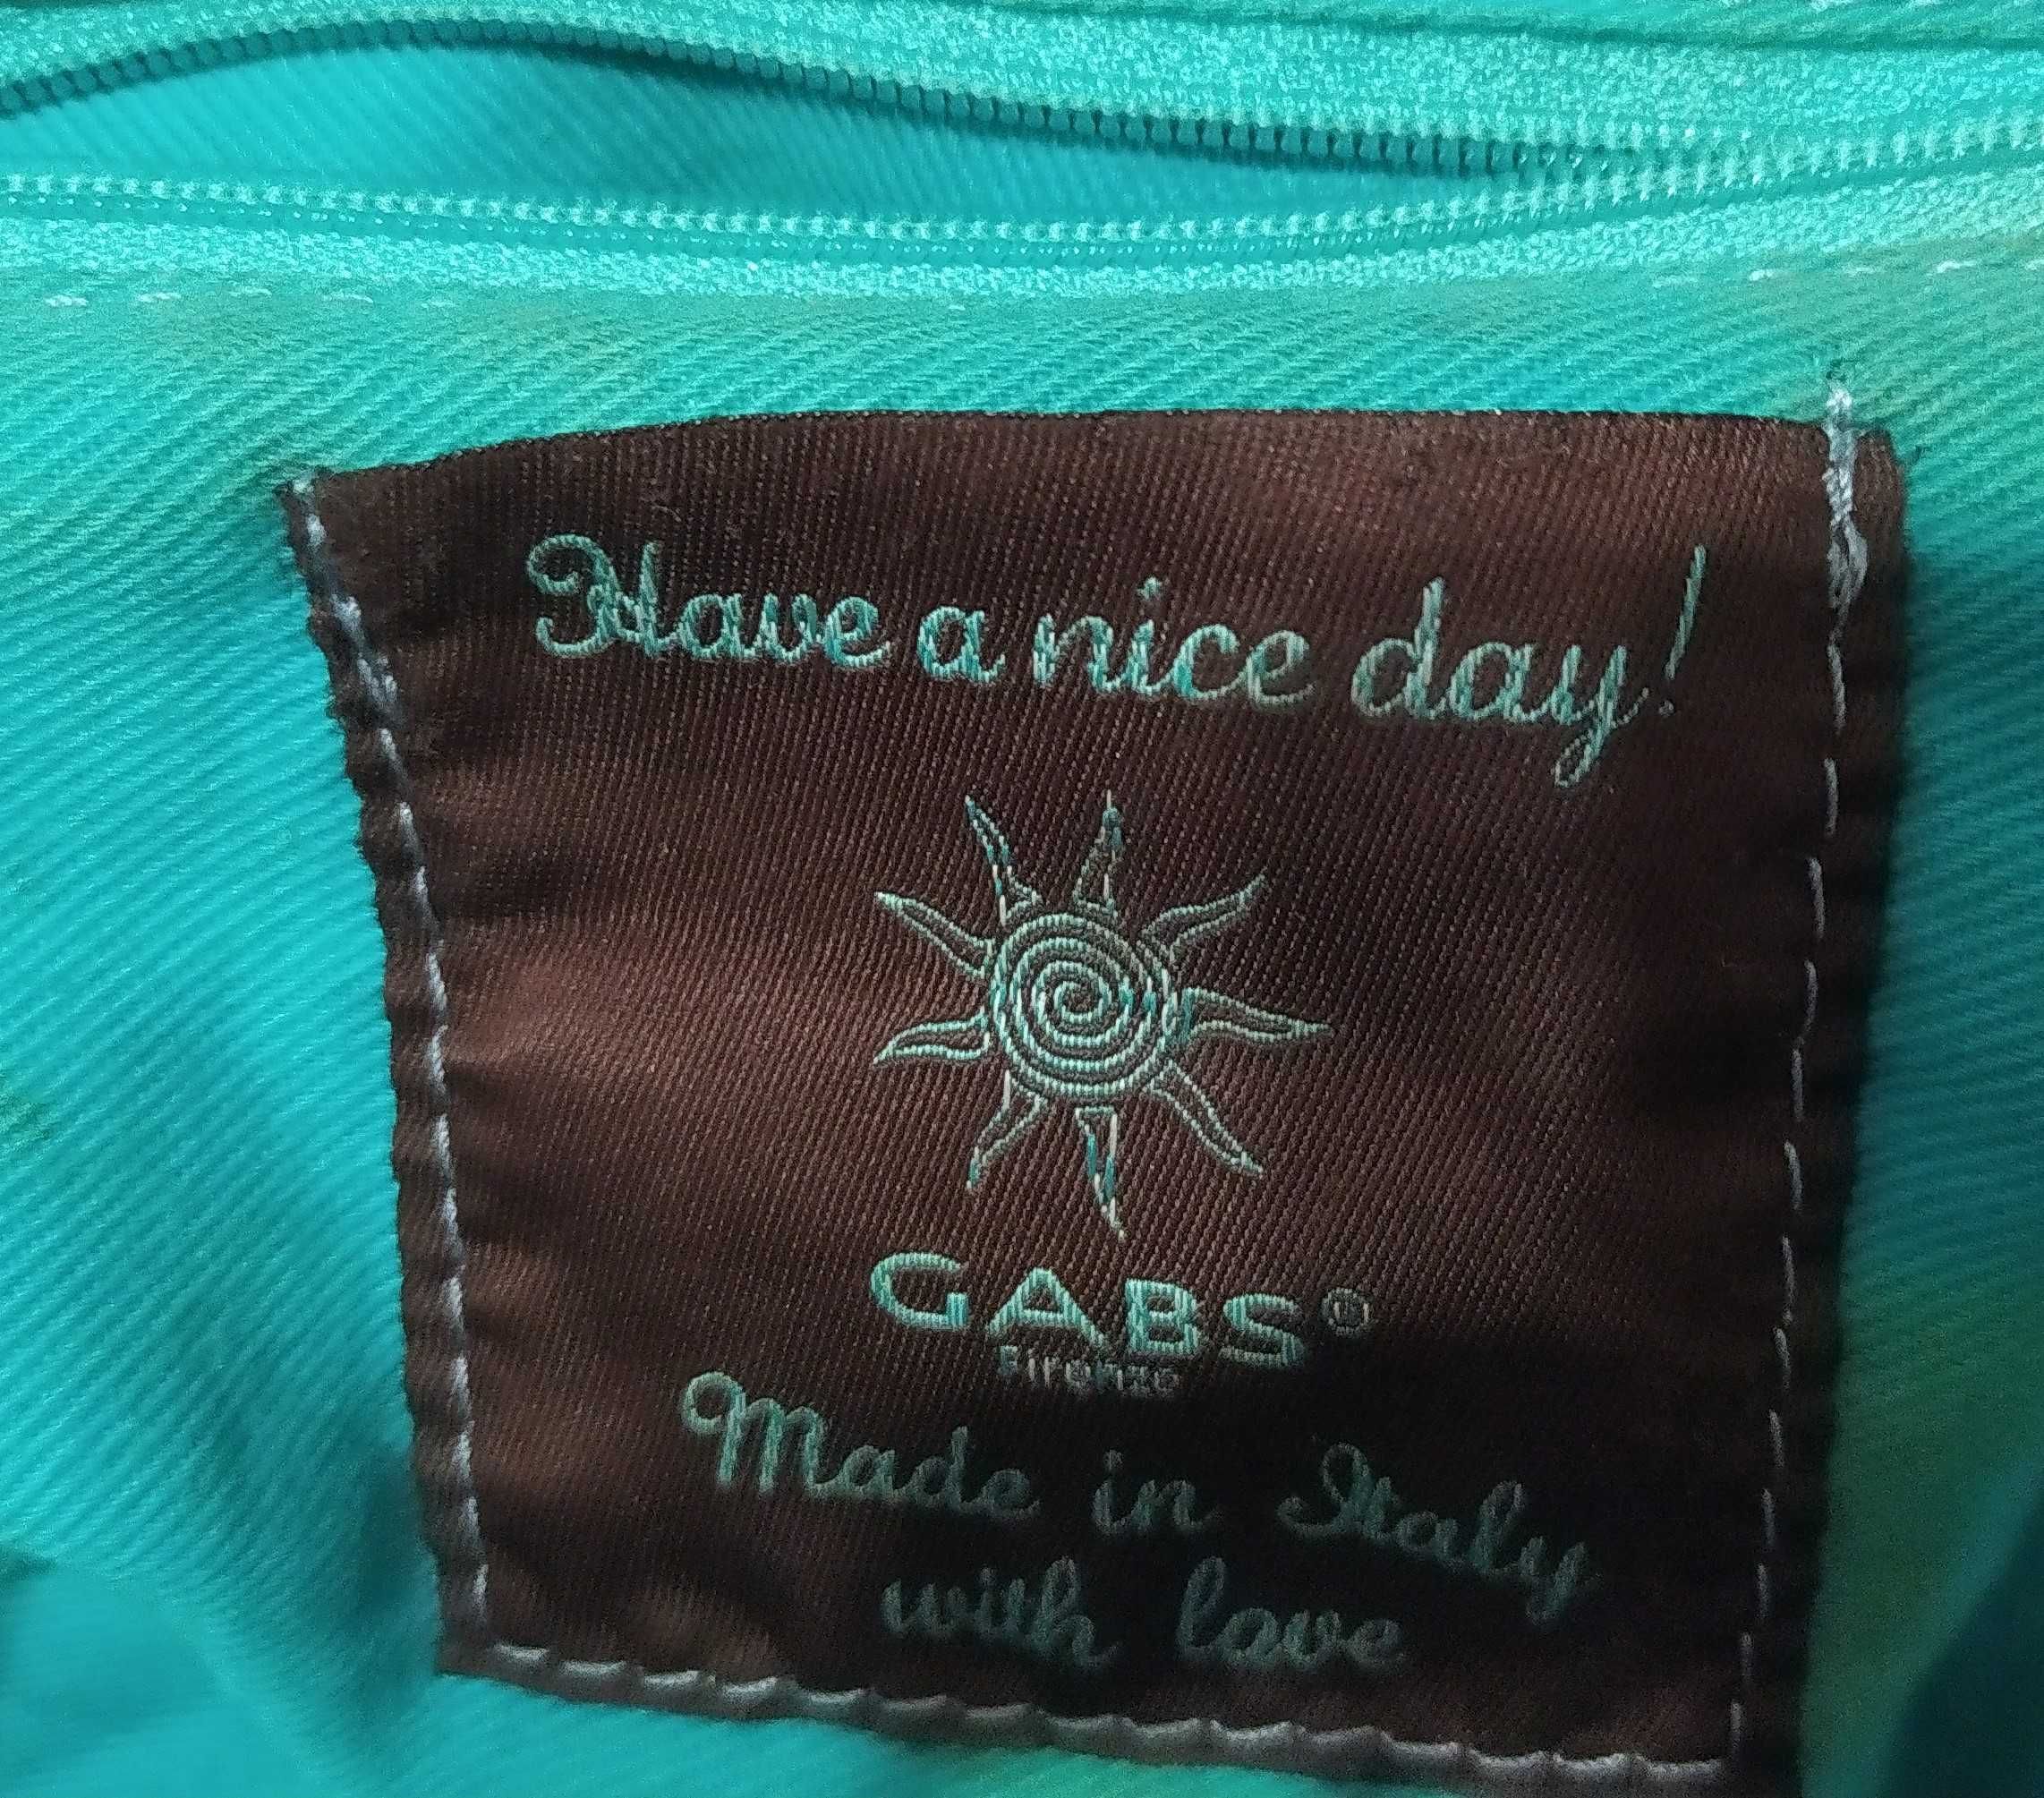 Have a nice day!
GABS®
Firenze
Made in Italy
with love